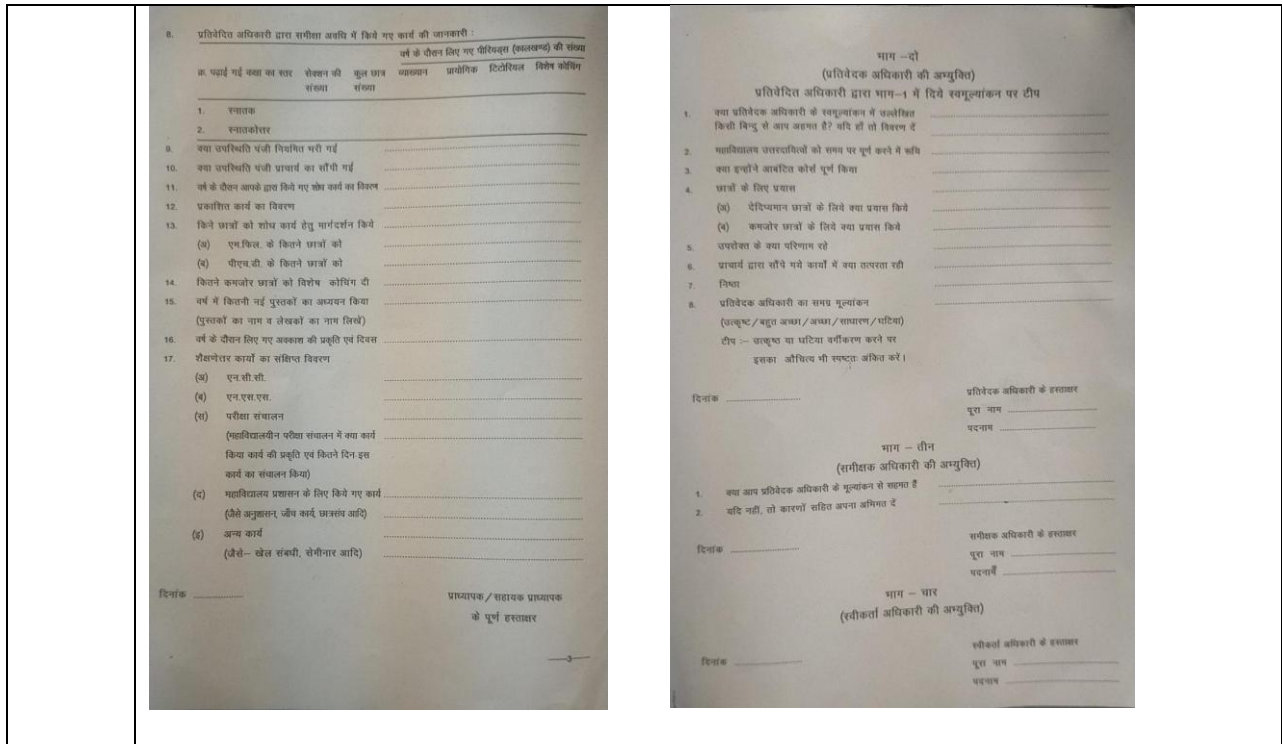 8. प्रतिवेदित अधिकारी द्वारा समीक्षा अवधि में किये गए कार्य की जानकारी :
वर्ष के दौरान लिए गए पीरियड्स (कालखण्ड) की संख्या
क्र. पढ़ाई गई कक्षा का स्तर सेक्शन की कुल छात्र व्याख्यान प्रायोगिक टिटोरियल विशेष कोचिंग
संख्या संख्या
1. स्नातक
2. स्नातकोत्तर
9. क्या उपस्थिति पंजी नियमित भरी गई
10. क्या उपस्थिति पंजी प्राचार्य का सौंपी गई
11. वर्ष के दौरान आपके द्वारा किये गए शोध कार्य का विवरण
12. प्रकाशित कार्य का विवरण
13. किने छात्रों को शोध कार्य हेतु मार्गदर्शन किये
(अ) एम.फिल. के कितने छात्रों को
(ब) पीएच.डी. के कितने छात्रों को
14. कितने कमजोर छात्रों को विशेष कोचिंग दी
15. वर्ष में कितनी नई पुस्तकों का अध्ययन किया
(पुस्तकों का नाम व लेखकों का नाम लिखें)
16. वर्ष के दौरान लिए गए अवकाश की प्रकृति एवं दिवस
17. शैक्षणेत्तर कार्यो का संक्षिप्त विवरण
(अ) एन.सी.सी.
(ब) एन.एस.एस.
(स) परीक्षा संचालन
(महाविद्यालयीन परीक्षा संचालन में क्या कार्य
किया कार्य की प्रकृति एवं कितने दिन इस
कार्य का संचालन किया)
(द) महाविद्यालय प्रशासन के लिए किये गए कार्य
(जैसे अनुशासन, जाँच कार्य, छात्रसंघ आदि)
(इ) अन्य कार्य
(जैसे– खेल संबधी, सेमीनार आदि)
दिनांक
प्राध्यापक / सहायक प्राध्यापक
के पूर्ण हस्ताक्षर
—3—
भाग –दो
(प्रतिवेदक अधिकारी की अभ्युक्ति)
प्रतिवेदित अधिकारी द्वारा भाग–1 में दिये स्वमूल्यांकन पर टीप
1. क्या प्रतिवेदक अधिकारी के स्वमूल्यांकन में उल्लेखित
किसी बिन्दु से आप अहमत है? यदि हाँ तो विवरण दें
2. महाविद्यालय उत्तरदायित्वों को समय पर पूर्ण करने में रूचि
3. क्या इन्होंने आबंटित कोर्स पूर्ण किया
4. छात्रों के लिए प्रयास
(अ) देदिप्यमान छात्रों के लिये क्या प्रयास किये
(ब) कमजोर छात्रों के लिये क्या प्रयास किये
5. उपरोक्त के क्या परिणाम रहे
6. प्राचार्य द्वारा सौंपे गये कार्यों में क्या तत्परता रही
7. निष्ठा
8. प्रतिवेदक अधिकारी का समग्र मूल्यांकन
(उत्कृष्ट / बहुत अच्छा / अच्छा / साधारण / घटिया)
टीप :– उत्कृष्ठ या घटिया वर्गीकरण करने पर
इसका औचित्य भी स्पष्टतः अंकित करें।
प्रतिवेदक अधिकारी के हस्ताक्षर
दिनांक
पूरा नाम
पदनाम
भाग – तीन
(समीक्षक अधिकारी की अभ्युक्ति)
1. क्या आप प्रतिवेदक अधिकारी के मूल्यांकन से सहमत हैं
2. यदि नहीं, तो कारणों सहित अपना अभिमत दें
समीक्षक अधिकारी के हस्ताक्षर
दिनांक
पूरा नाम
पदनामें
भाग – चार
(स्वीकर्ता अधिकारी की अभ्युक्ति)
स्वीकर्ता अधिकारी के हस्ताक्षर
दिनांक
पूरा नाम
पदनाम